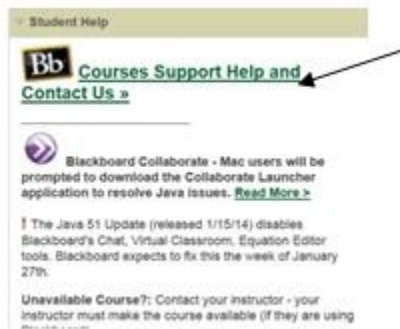 Student Help
Bb Courses Support Help and
Contact Us »
Blackboard Collaborate - Mac users will be
prompted to download the Collaborate Launcher
application to resolve Java issues. Read More >
! The Java 51 Update (released 1/15/14) disables
Blackboard's Chat, Virtual Classroom, Equation Editor
tools. Blackboard expects to fix this the week of January
27th.
Unavailable Course?: Contact your instructor - your
instructor must make the course available (if they are using